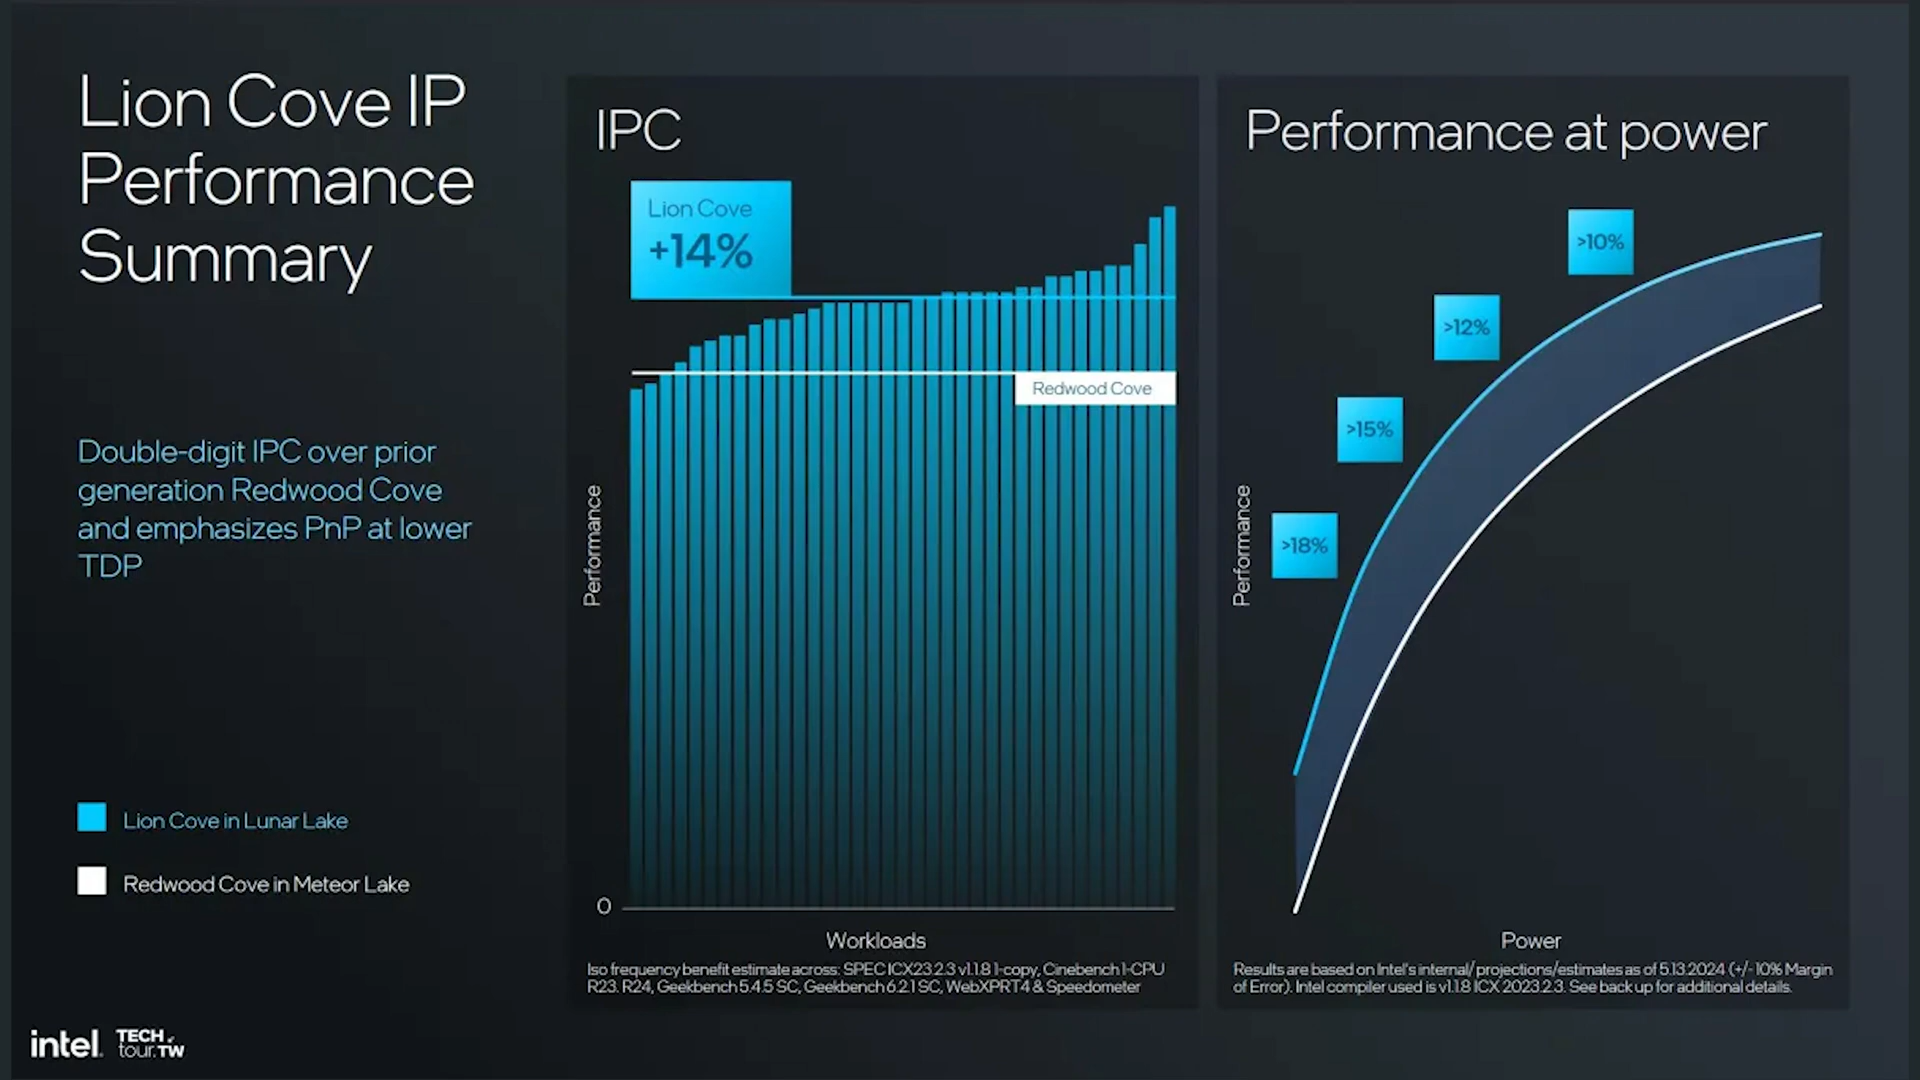 Lion Cove IP
Performance
Summary
Double-digit IPC over prior
generation Redwood Cove
and emphasizes PnP at lower
TDP
Lion Cove in Lunar Lake
Redwood Cove in Meteor Lake
intel. TECH
tour.TW
IPC
Lion Cove
+14%
Redwood Cove
Performance
0
Workloads
Iso frequency benefit estimate across: SPEC ICX23.2.3 v1.1.8 1-copy, Cinebench 1-CPU
R23. R24, Geekbench 5.4.5 SC, Geekbench 6.2.1 SC, WebXPRT4 & Speedometer
Performance at power
>10%
>12%
>15%
>18%
Performance
Power
Results are based on Intel's internal/projections/estimates as of 5.13.2024 (+/- 10% Margin
of Error). Intel compiler used is v1.1.8 ICX 2023.2.3. See back up for additional details.